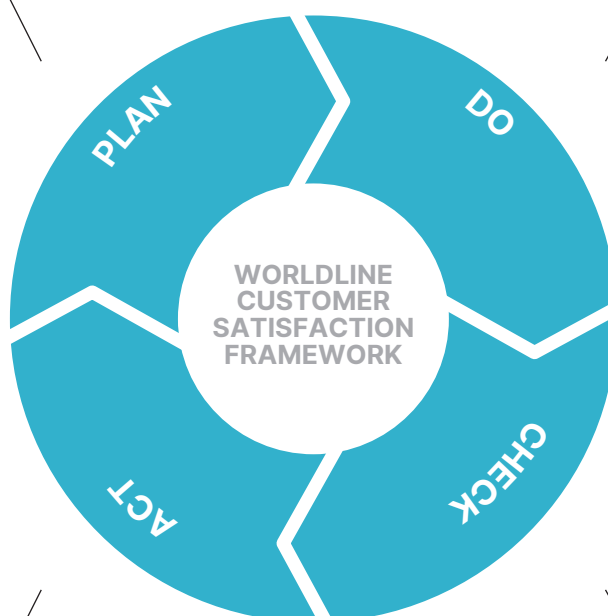 PLAN
DO
WORLDLINE
CUSTOMER
SATISFACTION
FRAMEWORK
CHECK
ACT